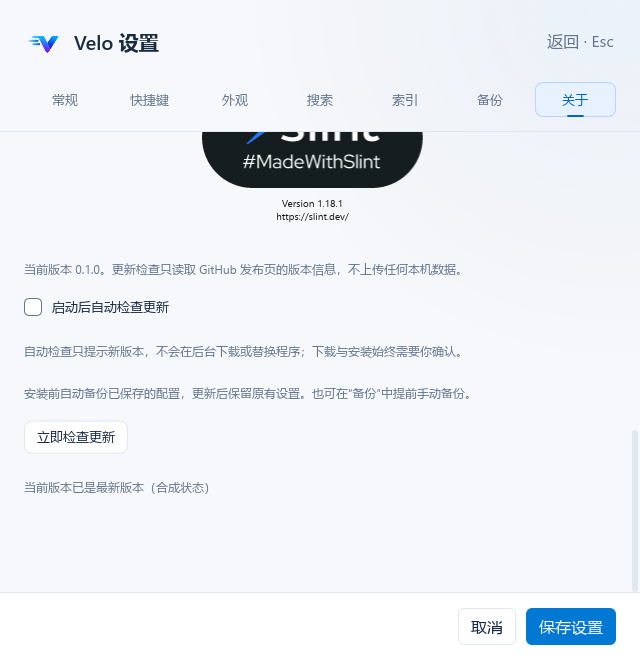 Velo 设置
返回 · Esc
常规
快捷键
外观
搜索
索引
备份
关于
#MadeWithSlint
Version 1.18.1
https://slint.dev/
当前版本 0.1.0。更新检查只读取 GitHub 发布页的版本信息，不上传任何本机数据。
启动后自动检查更新
自动检查只提示新版本，不会在后台下载或替换程序；下载与安装始终需要你确认。
安装前自动备份已保存的配置，更新后保留原有设置。也可在“备份”中提前手动备份。
立即检查更新
当前版本已是最新版本（合成状态）
取消
保存设置